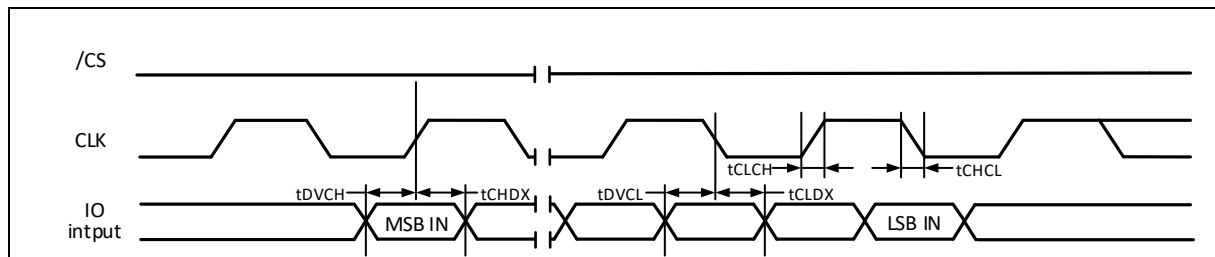 /CS
CLK
tCLCH
tCHCL
tDVCH
tCHDX
tDVCL
tCLDX
IO
intput
MSB IN
LSB IN